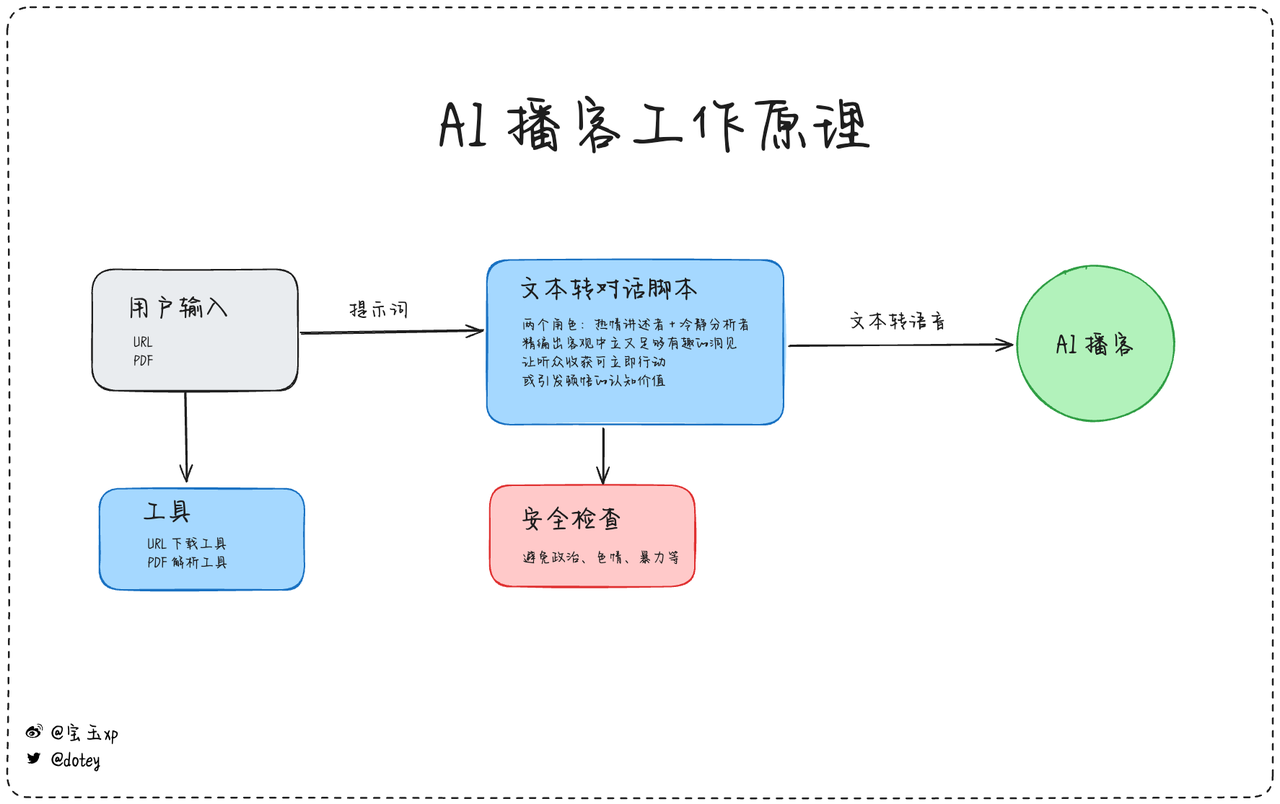 AI 播客工作原理
用户输入
URL
PDF
提示词
文本转对话脚本
两个角色：热情讲述者 + 冷静分析者
精编出客观中立又足够有趣的洞见
让听众收获可立即行动
或引发顿悟的认知价值
文本转语音
AI 播客
工具
URL 下载工具
PDF 解析工具
安全检查
避免政治、色情、暴力等
@宝玉xp
@dotey